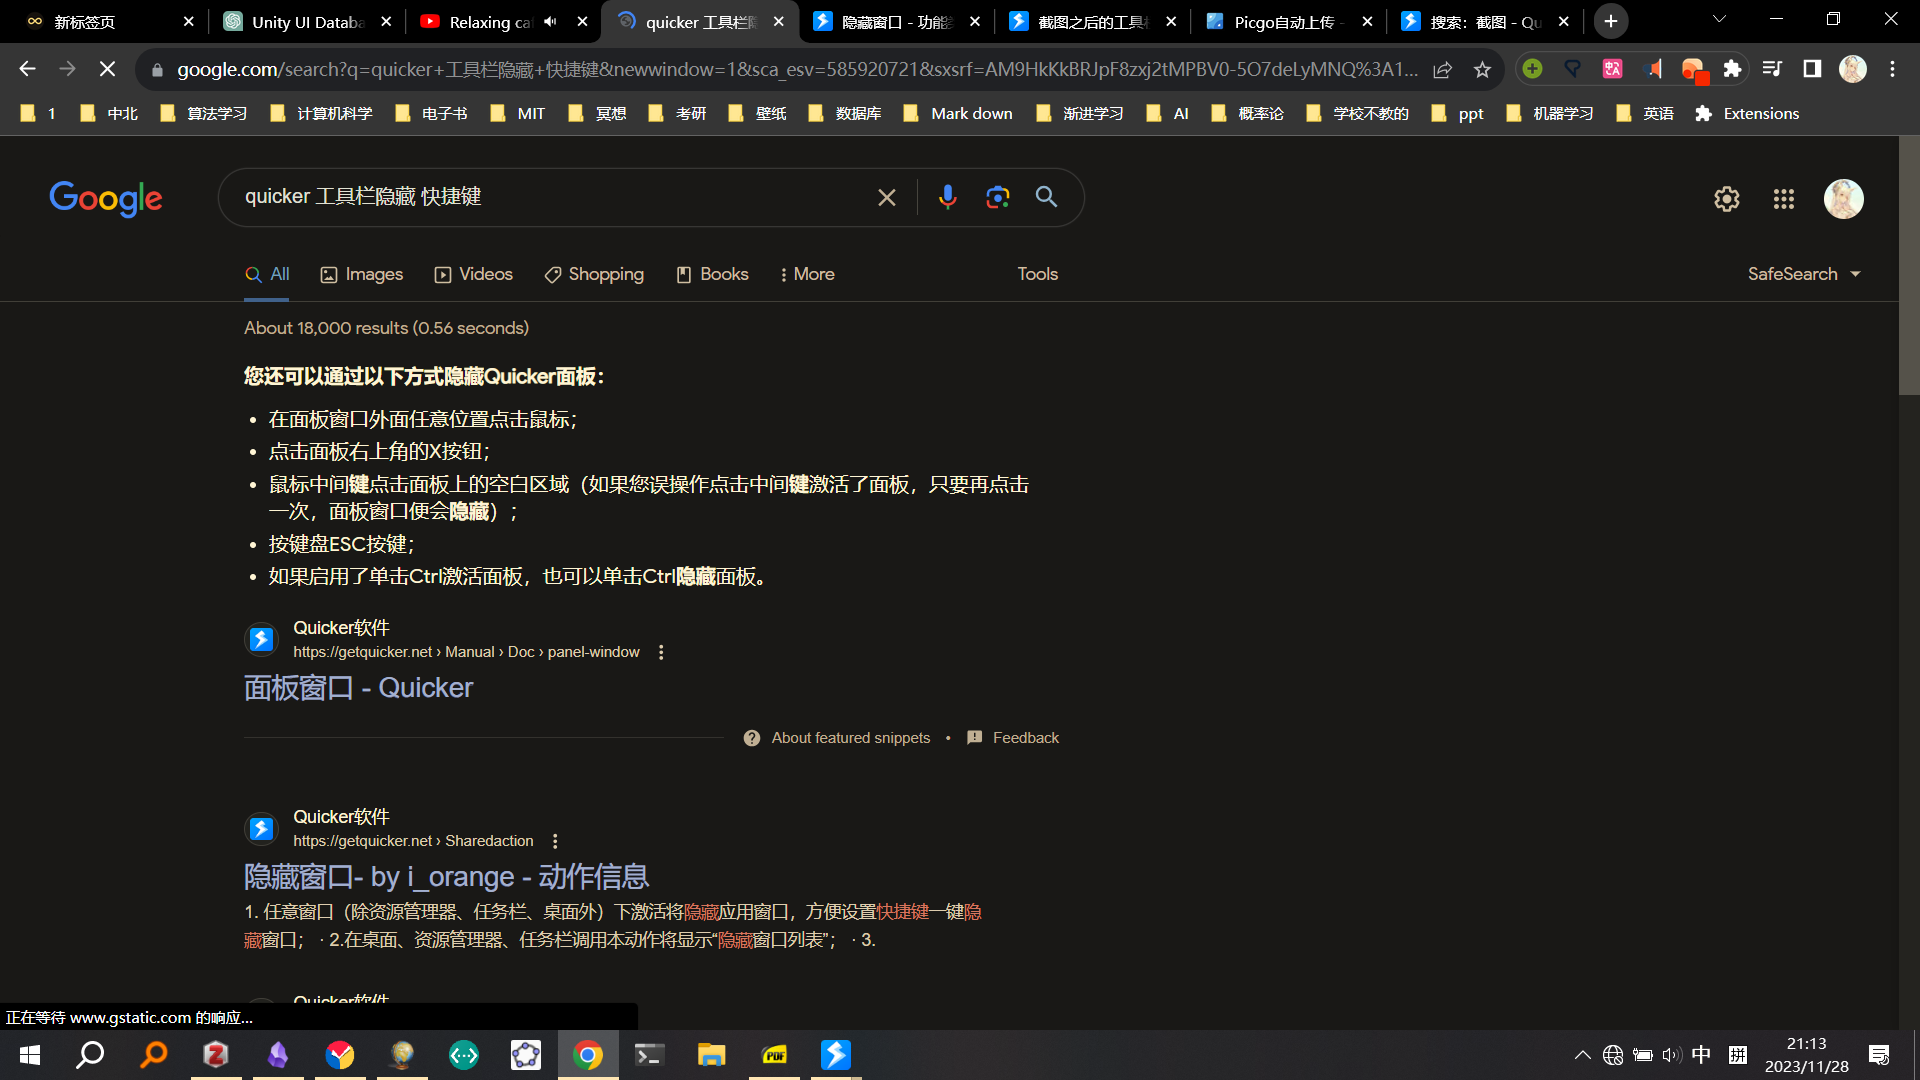 新标签页
Unity UI Databa
Relaxing ca
quicker 工具栏隐
隐藏窗口 - 功能
截图之后的工具
Picgo自动上传 -
搜索：截图 - Qu
google.com/search?q=quicker+工具栏隐藏+快捷键&newwindow=1&sca_esv=585920721&sxsrf=AM9HkKkBRJpF8zxj2tMPBV0-5O7deLyMNQ%3A1...
1 中北 算法学习 计算机科学 电子书 MIT 冥想 考研 壁纸 数据库 Mark down 渐进学习 AI 概率论 学校不教的 ppt 机器学习 英语 Extensions
Google
quicker 工具栏隐藏 快捷键
All Images Videos Shopping Books More Tools SafeSearch
About 18,000 results (0.56 seconds)
您还可以通过以下方式隐藏Quicker面板：
• 在面板窗口外面任意位置点击鼠标；
• 点击面板右上角的X按钮；
• 鼠标中间键点击面板上的空白区域（如果您误操作点击中间键激活了面板，只要再点击
一次，面板窗口便会隐藏）；
• 按键盘ESC按键；
• 如果启用了单击Ctrl激活面板，也可以单击Ctrl隐藏面板。
Quicker软件
https://getquicker.net › Manual › Doc › panel-window
面板窗口 - Quicker
About featured snippets • Feedback
Quicker软件
https://getquicker.net › Sharedaction
隐藏窗口- by i_orange - 动作信息
1. 任意窗口（除资源管理器、任务栏、桌面外）下激活将隐藏应用窗口，方便设置快捷键一键隐
藏窗口； · 2.在桌面、资源管理器、任务栏调用本动作将显示“隐藏窗口列表”； · 3.
Quicker软件
正在等待 www.gstatic.com 的响应...
PDF
中
拼
21:13
2023/11/28